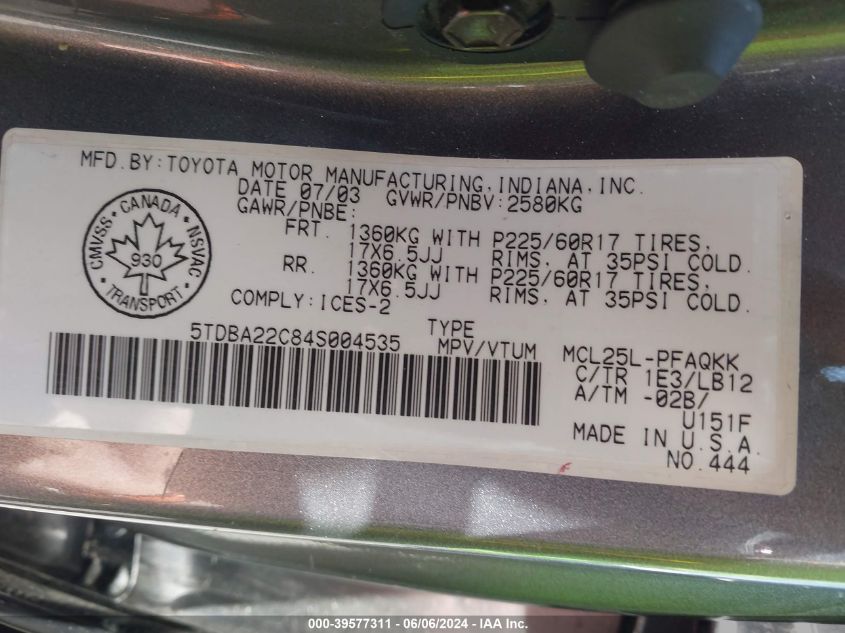 MFD.BY:TOYOTA MOTOR MANUFACTURING,INDIANA,INC.
DATE 07/03 GVWR/PNBV:2580KG
GAWR/PNBE:
FRT. 1360KG WITH P225/60R17 TIRES,
17X6.5JJ RIMS, AT 35PSI COLD.
RR. 1360KG WITH P225/60R17 TIRES,
17X6.5JJ RIMS, AT 35PSI COLD.
COMPLY:ICES-2
CANADA
CMVSS · NSVAC
930
TRANSPORT
5TDBA22C84S004535 TYPE
MPV/VTUM MCL25L-PFAQKK
C/TR 1E3/LB12
A/TM -02B/
U151F
MADE IN U.S.A.
NO.444
000-39577311 - 06/06/2024 - IAA Inc.